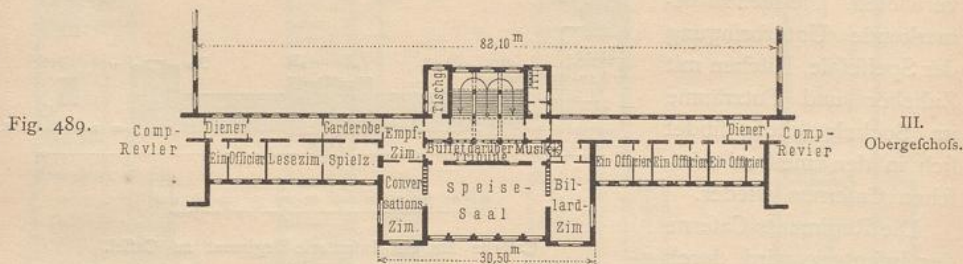 82,10 m
Fig. 489.
Comp-
Revier
Diener
Garderobe
Empf-
Zim.
Tischg.
Büffet darüber Musik-
Tribüne
Diener
Comp-
Revier
III.
Obergeſchoſs.
Ein Officier
Lesezim.
Spielz.
Conver
sations
Zim.
Speise-
Saal
Bil-
lard-
Zim
Ein Officier
Ein Officier
Ein Officier
30,50 m